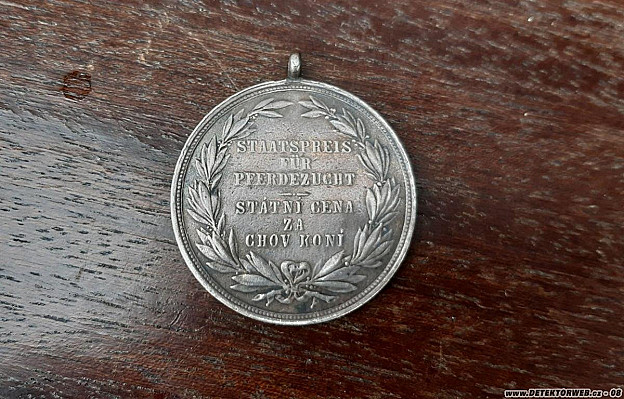 STAATSPREIS
FÜR
PFERDEZUCHT
STÁTNÍ CENA
ZA
CHOV KONÍ
www.DETEKTORWEB.cz - 08